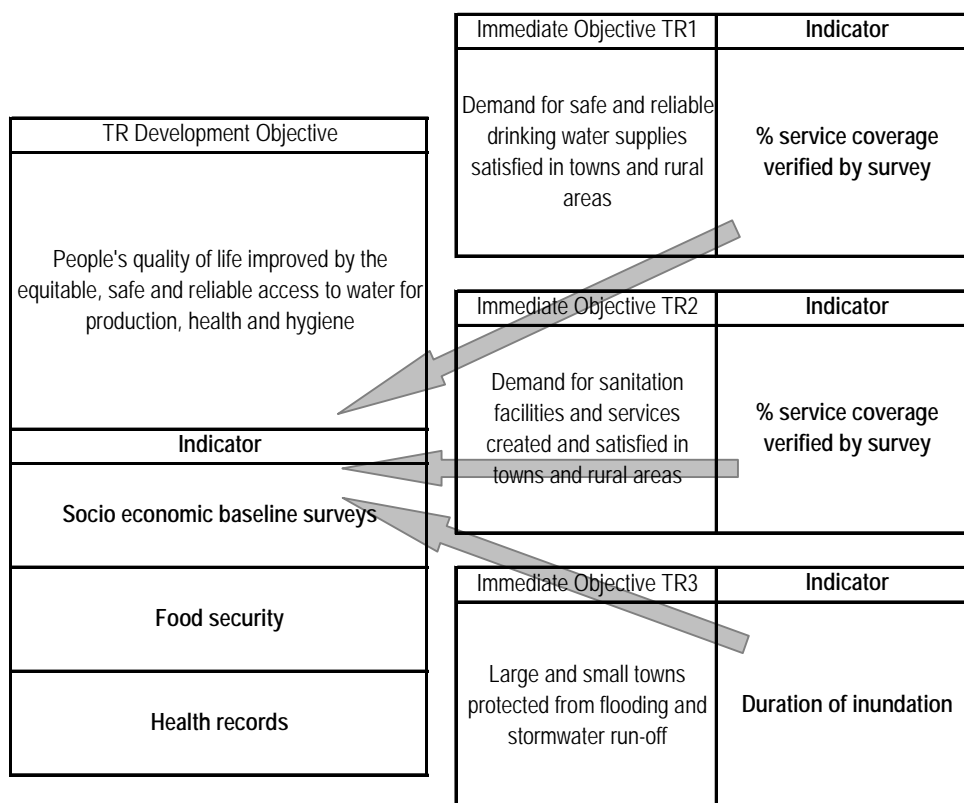 TR Development Objective
People's quality of life improved by the
equitable, safe and reliable access to water for
production, health and hygiene
Indicator
Socio economic baseline surveys
Food security
Health records
Immediate Objective TR1
Indicator
Demand for safe and reliable
drinking water supplies
satisfied in towns and rural
areas
% service coverage
verified by survey
Immediate Objective TR2
Indicator
Demand for sanitation
facilities and services
created and satisfied in
towns and rural areas
% service coverage
verified by survey
Immediate Objective TR3
Indicator
Large and small towns
protected from flooding and
stormwater run-off
Duration of inundation